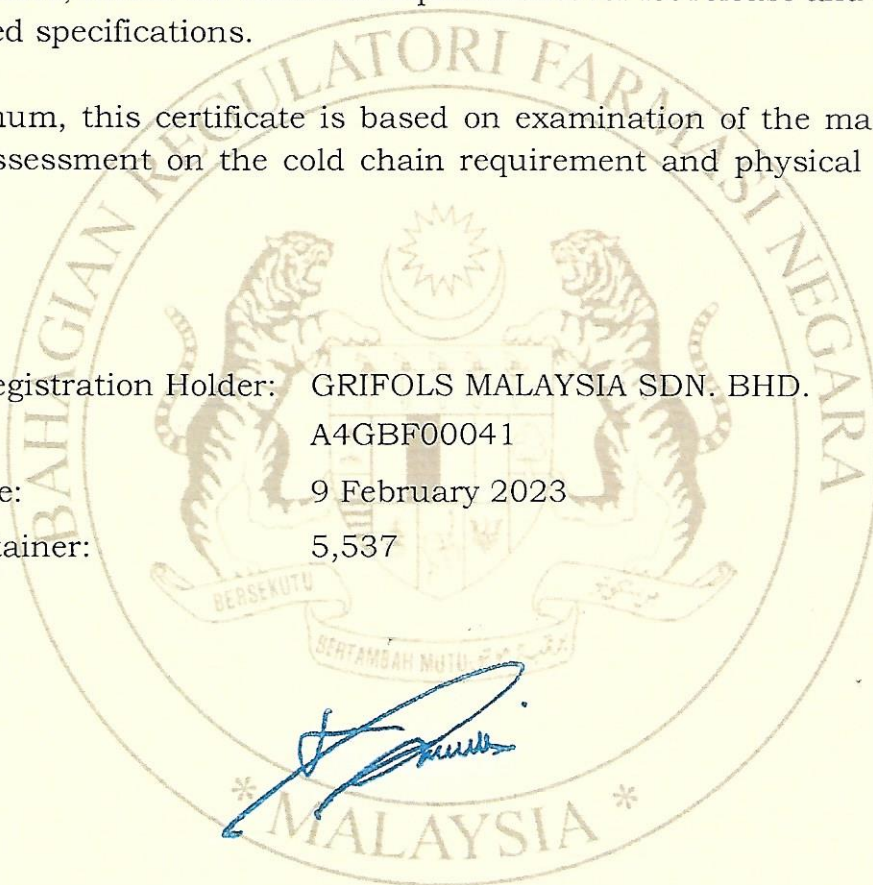 ed specifications.
num, this certificate is based on examination of the ma
ssessment on the cold chain requirement and physical
egistration Holder: GRIFOLS MALAYSIA SDN. BHD.
A4GBF00041
e: 9 February 2023
tainer: 5,537
BAHAGIAN REGULATORI FARMASI NEGARA
BERSEKUTU
BERTAMBAH MUTU
* MALAYSIA *